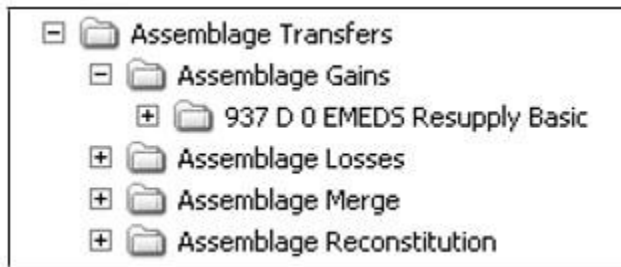 Assemblage Transfers
Assemblage Gains
937 D 0 EMEDS Resupply Basic
Assemblage Losses
Assemblage Merge
Assemblage Reconstitution